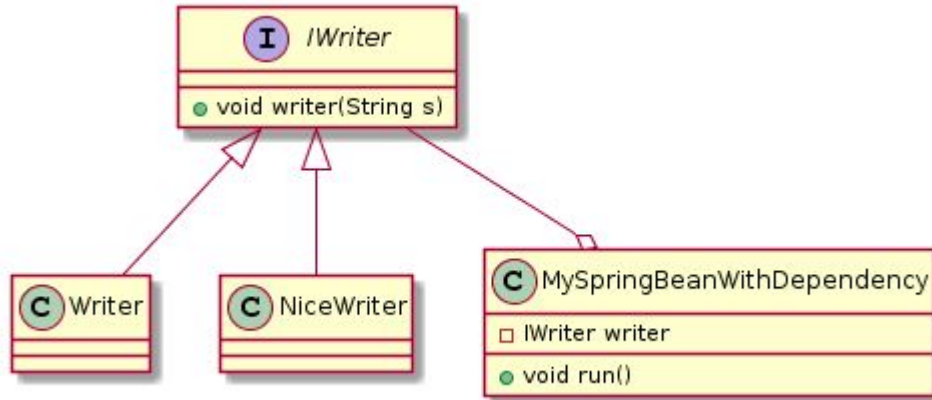 I IWriter
void writer(String s)
C Writer
C NiceWriter
C MySpringBeanWithDependency
IWriter writer
void run()